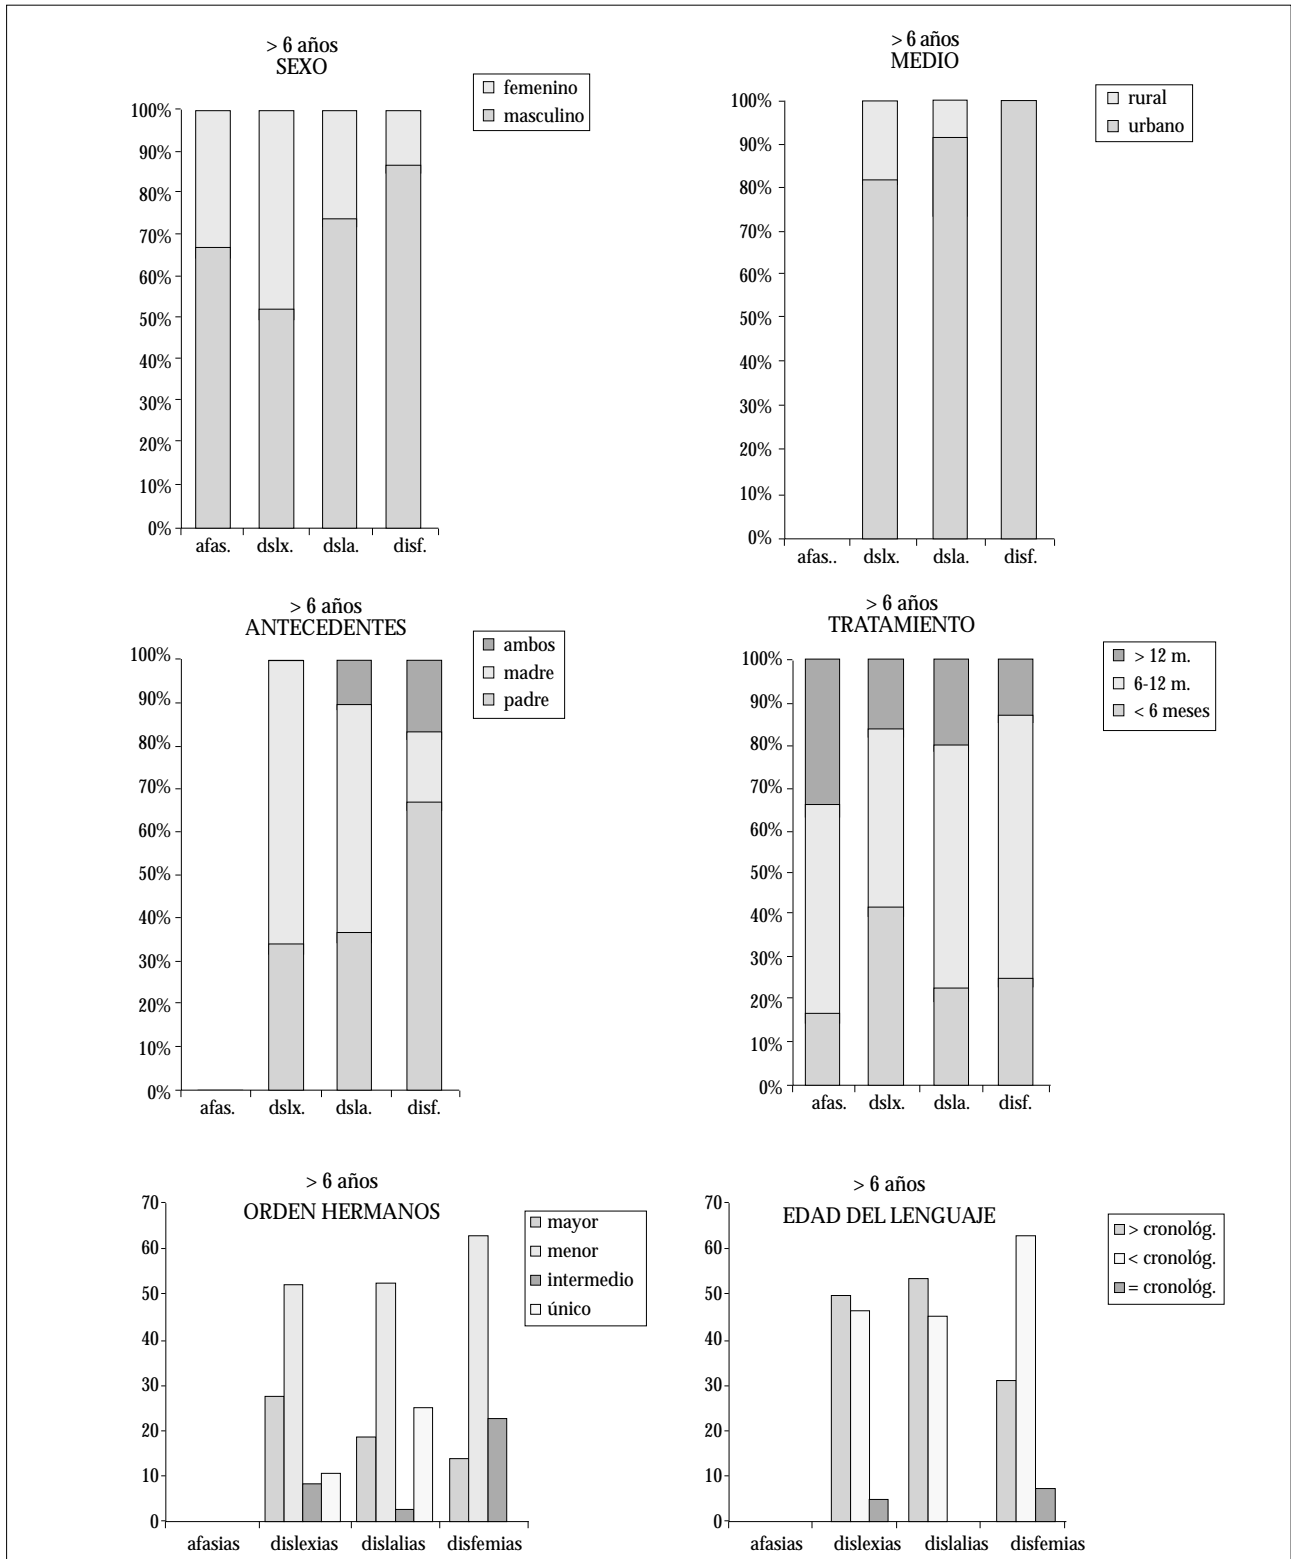 > 6 años
SEXO
femenino
masculino
100%
90%
80%
70%
60%
50%
40%
30%
20%
10%
0%
afas.
dslx.
dsla.
disf.
> 6 años
MEDIO
rural
urbano
100%
90%
80%
70%
60%
50%
40%
30%
20%
10%
0%
afas..
dslx.
dsla.
disf.
> 6 años
ANTECEDENTES
ambos
madre
padre
100%
90%
80%
70%
60%
50%
40%
30%
20%
10%
0%
afas.
dslx.
dsla.
disf.
> 6 años
TRATAMIENTO
> 12 m.
6-12 m.
< 6 meses
100%
90%
80%
70%
60%
50%
40%
30%
20%
10%
0%
afas.
dslx.
dsla.
disf.
> 6 años
ORDEN HERMANOS
mayor
menor
intermedio
único
70
60
50
40
30
20
10
0
afasias
dislexias
dislalias
disfemias
> 6 años
EDAD DEL LENGUAJE
> cronológ.
< cronológ.
= cronológ.
70
60
50
40
30
20
10
0
afasias
dislexias
dislalias
disfemias